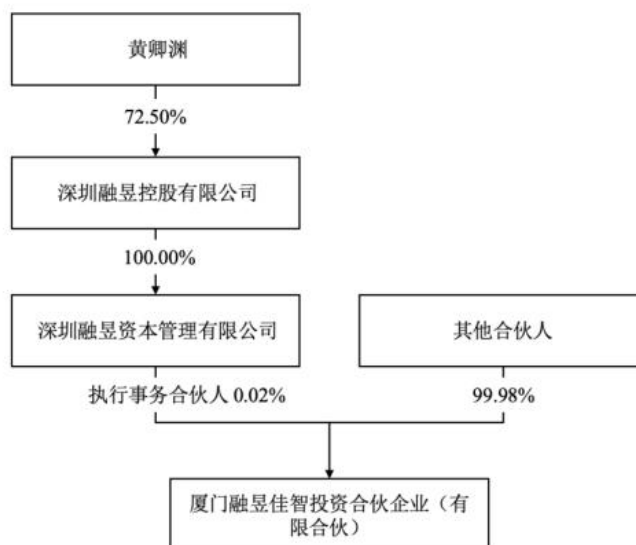 黄卿渊
72.50%
深圳融昱控股有限公司
100.00%
深圳融昱资本管理有限公司
其他合伙人
执行事务合伙人 0.02%
99.98%
厦门融昱佳智投资合伙企业（有
限合伙）